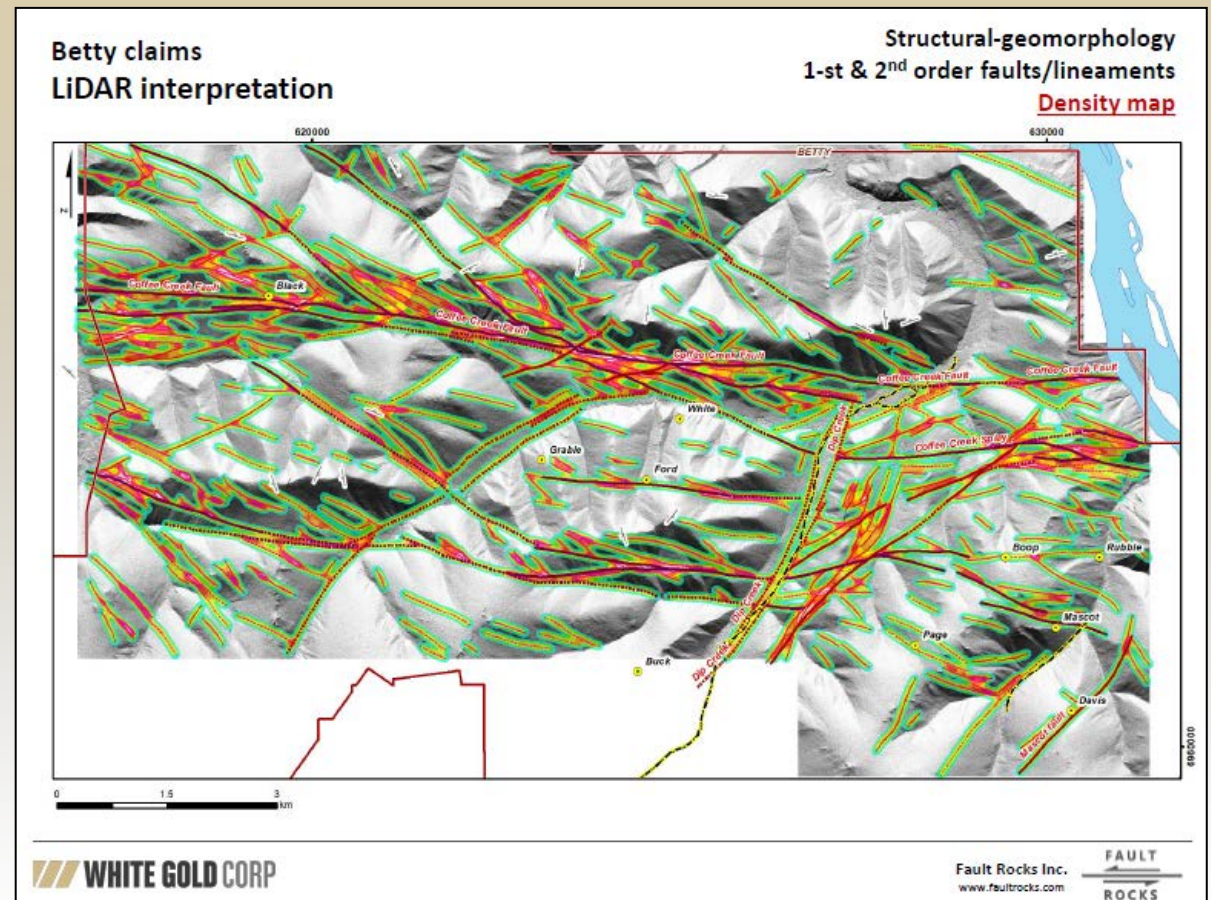 Betty claims
LiDAR interpretation
Structural-geomorphology
1-st & 2nd order faults/lineaments
Density map
620000
630000
BETTY
N
Coffee Creek Fault
Black
Coffee Creek Fault
Coffee Creek Fault
Coffee Creek Fault
Coffee Creek Fault
White
Dip Creek
Coffee Creek splay
Grable
Ford
Boop
Rubble
Dip Creek
Mascot
Page
Buck
Dip Creek
Davis
Mascot fault
6960000
0
1.5
3
km
WHITE GOLD CORP
Fault Rocks Inc.
www.faultrocks.com
FAULT
ROCKS